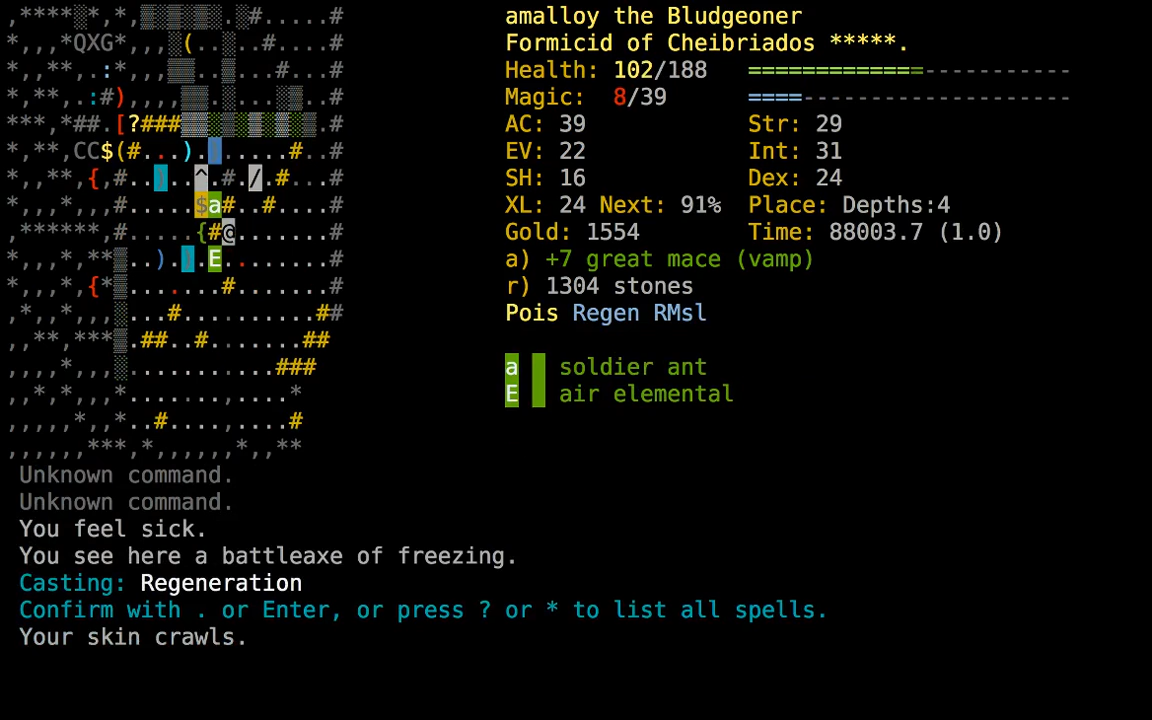 amalloy the Bludgeoner
Formicid of Cheibriados *****.
Health: 102/188 ============------------
Magic: 8/39 ====--------------------
AC: 39 Str: 29
EV: 22 Int: 31
SH: 16 Dex: 24
XL: 24 Next: 91% Place: Depths:4
Gold: 1554 Time: 88003.7 (1.0)
a) +7 great mace (vamp)
r) 1304 stones
Pois Regen RMsl
a soldier ant
E air elemental
Unknown command.
Unknown command.
You feel sick.
You see here a battleaxe of freezing.
Casting: Regeneration
Confirm with . or Enter, or press ? or * to list all spells.
Your skin crawls.